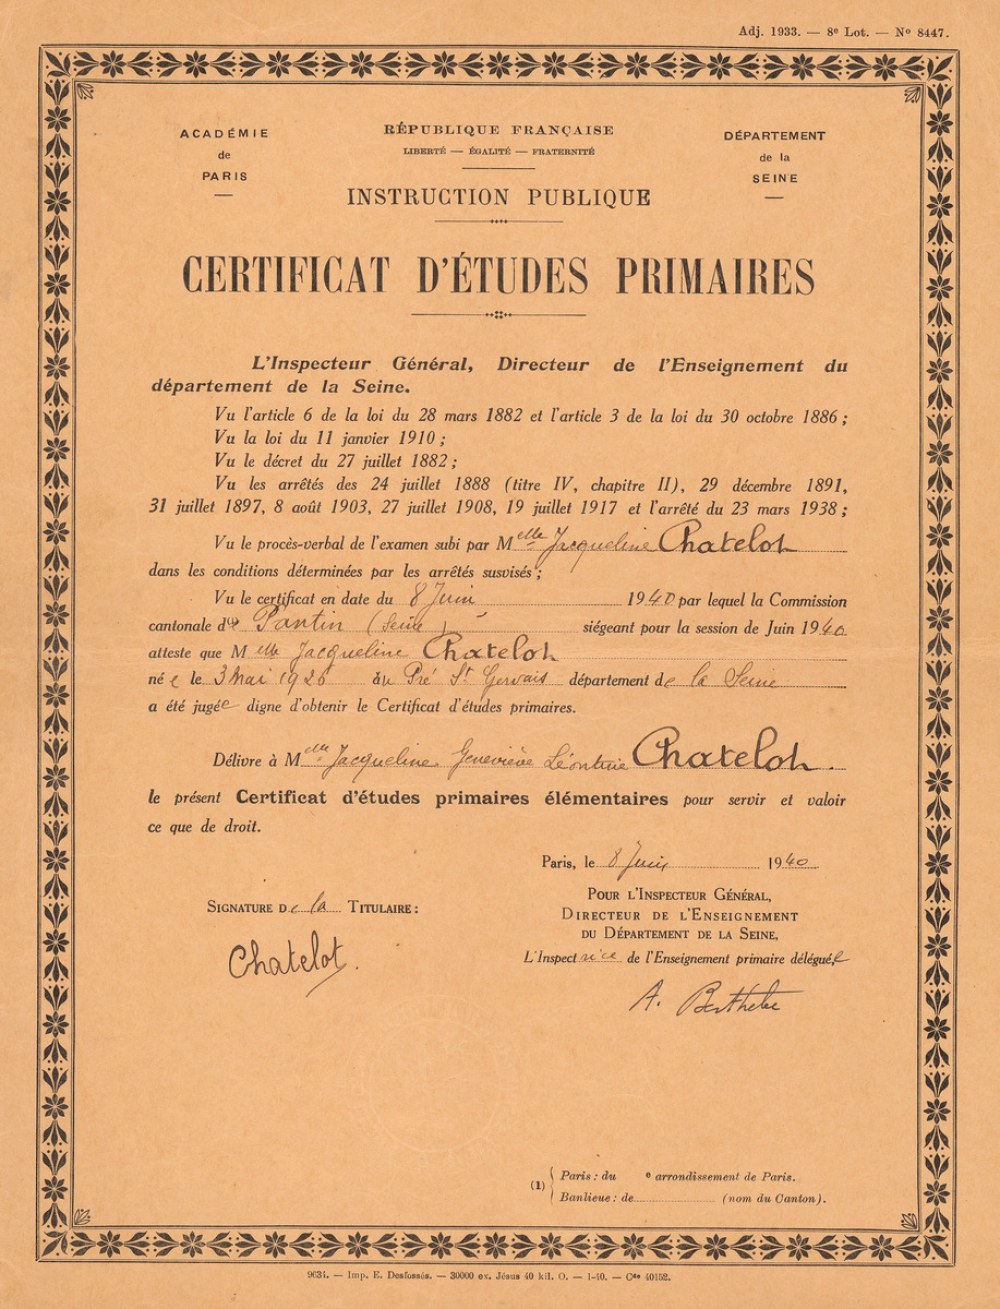 Adj. 1933. — 8e Lot. — No 8447.
ACADÉMIE
de
PARIS
RÉPUBLIQUE FRANÇAISE
LIBERTÉ — ÉGALITÉ — FRATERNITÉ
INSTRUCTION PUBLIQUE
DÉPARTEMENT
de la
SEINE
CERTIFICAT D'ÉTUDES PRIMAIRES
L'Inspecteur Général, Directeur de l'Enseignement du
département de la Seine.
Vu l'article 6 de la loi du 28 mars 1882 et l'article 3 de la loi du 30 octobre 1886 ;
Vu la loi du 11 janvier 1910 ;
Vu le décret du 27 juillet 1882 ;
Vu les arrêtés des 24 juillet 1888 (titre IV, chapitre II), 29 décembre 1891,
31 juillet 1897, 8 août 1903, 27 juillet 1908, 19 juillet 1917 et l'arrêté du 23 mars 1938 ;
Vu le procès-verbal de l'examen subi par Melle Jacqueline Chatelot
dans les conditions déterminées par les arrêtés susvisés ;
Vu le certificat en date du 8 Juin 1940 par lequel la Commission
cantonale de Pantin (Seine) siégeant pour la session de Juin 1940
atteste que Melle Jacqueline Chatelot
née le 3 Mai 1926 au Pré St Gervais département de la Seine
a été jugée digne d'obtenir le Certificat d'études primaires.
Délivre à Melle Jacqueline Geneviève Léontine Chatelot.
le présent Certificat d'études primaires élémentaires pour servir et valoir
ce que de droit.
Paris, le 8 Juin 1940
POUR L'INSPECTEUR GÉNÉRAL,
DIRECTEUR DE L'ENSEIGNEMENT
DU DÉPARTEMENT DE LA SEINE,
L'Inspectrice de l'Enseignement primaire déléguée,
SIGNATURE De la TITULAIRE :
Chatelot.
A.
(1) Paris : du e arrondissement de Paris.
Banlieue : de (nom du Canton).
9634. — Imp. E. Desfossés. — 30000 ex. Jésus 40 kil. O. — 1-40. — Cde 40152.